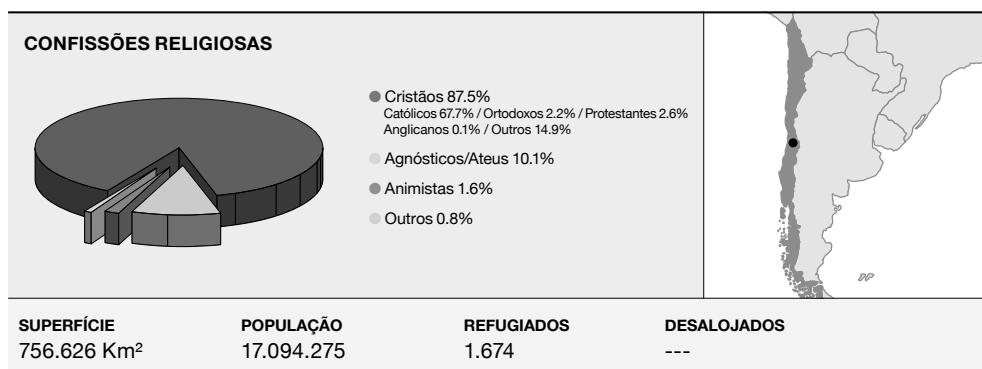 CONFISSÕES RELIGIOSAS
Cristãos 87.5%
Católicos 67.7% / Ortodoxos 2.2% / Protestantes 2.6%
Anglicanos 0.1% / Outros 14.9%
Agnósticos/Ateus 10.1%
Animistas 1.6%
Outros 0.8%
SUPERFÍCIE POPULAÇÃO REFUGIADOS DESALOJADOS
756.626 Km² 17.094.275 1.674 ---